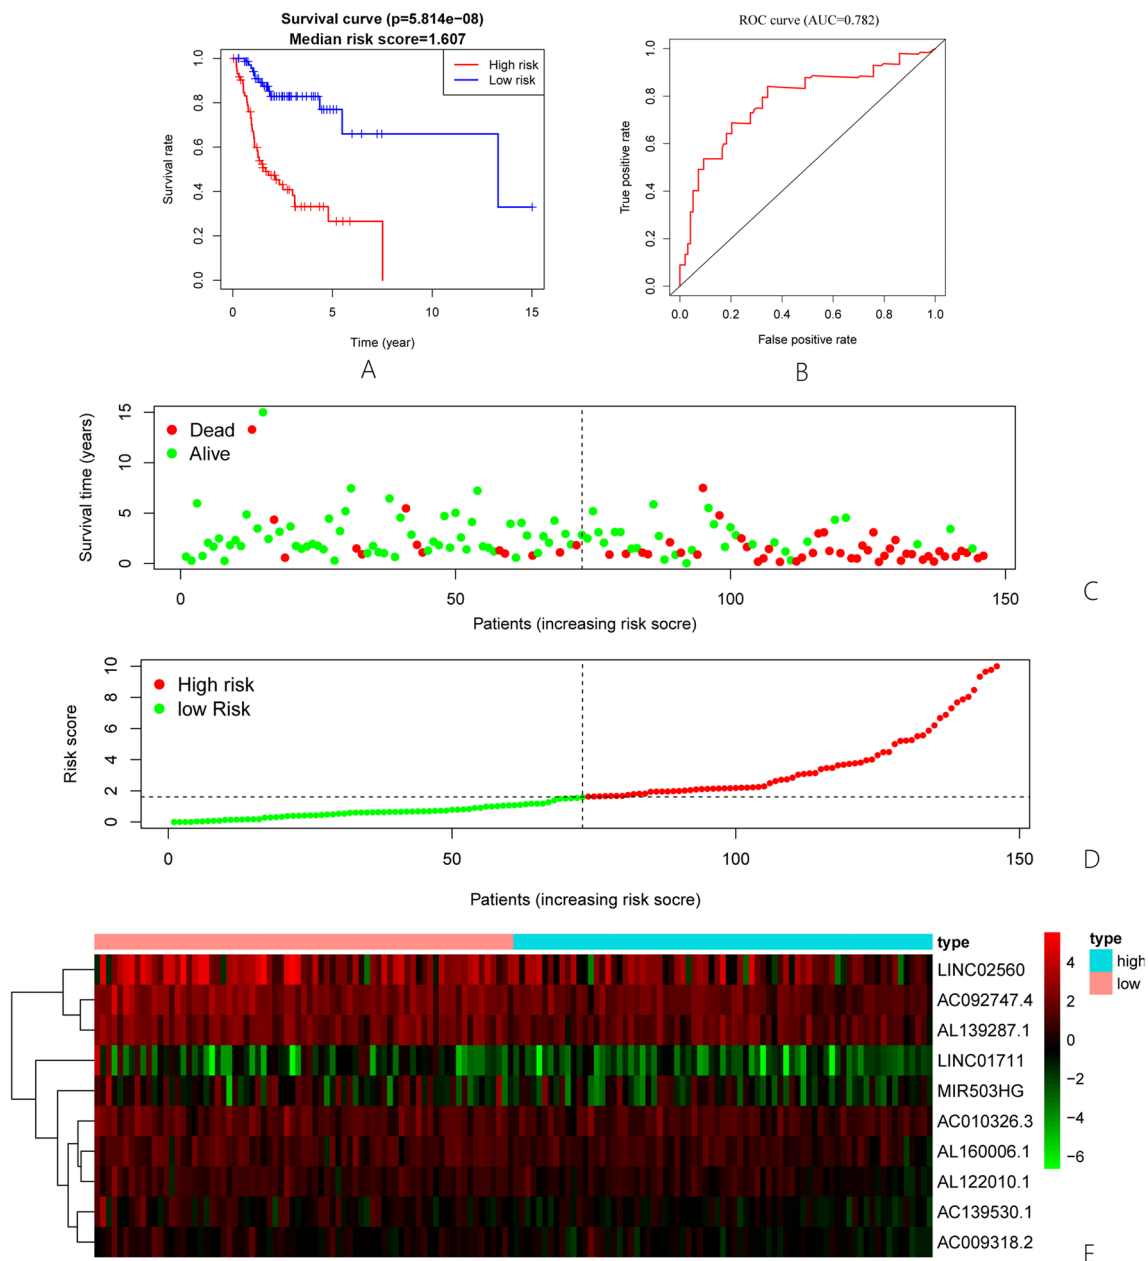 Survival curve (p=5.814e−08)
Median risk score=1.607
High risk
Low risk
Survival rate
0.0
0.2
0.4
0.6
0.8
1.0
0
5
10
15
Time (year)
A
ROC curve (AUC=0.782)
True positive rate
0.0
0.2
0.4
0.6
0.8
1.0
0.0
0.2
0.4
0.6
0.8
1.0
False positive rate
B
Survival time (years)
15
10
5
0
Dead
Alive
0
50
100
150
Patients (increasing risk socre)
C
Risk score
10
8
6
4
2
0
High risk
low Risk
0
50
100
150
Patients (increasing risk socre)
D
type
LINC02560
AC092747.4
AL139287.1
LINC01711
MIR503HG
AC010326.3
AL160006.1
AL122010.1
AC139530.1
AC009318.2
4
2
0
−2
−4
−6
type
high
low